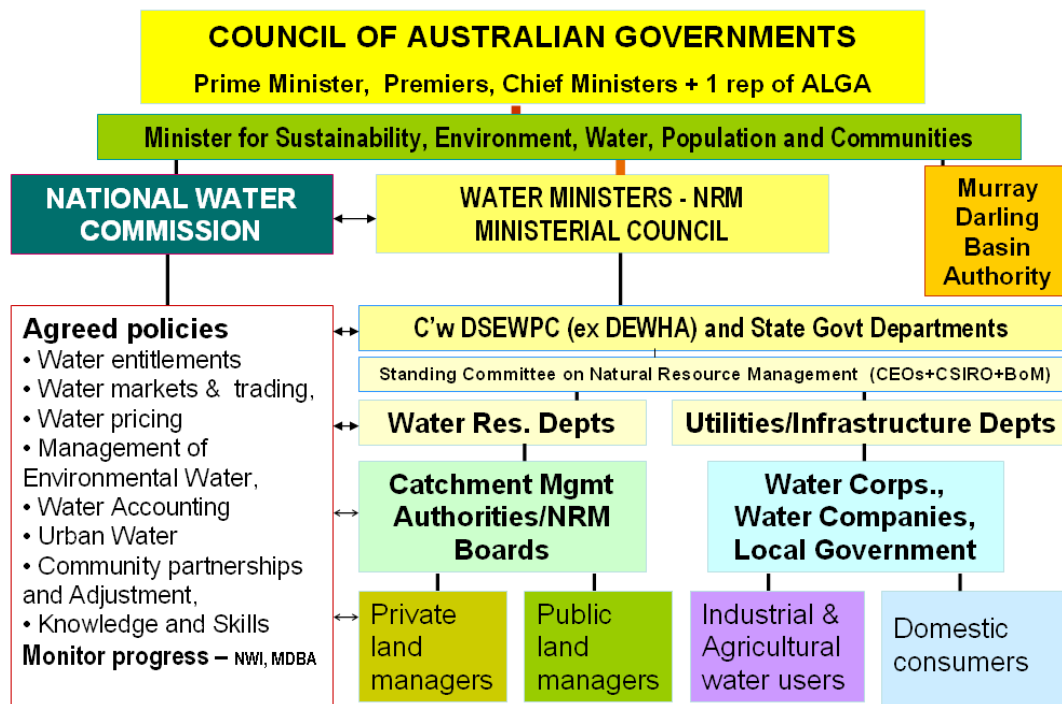 COUNCIL OF AUSTRALIAN GOVERNMENTS
Prime Minister, Premiers, Chief Ministers + 1 rep of ALGA
Minister for Sustainability, Environment, Water, Population and Communities
NATIONAL WATER
COMMISSION
WATER MINISTERS - NRM
MINISTERIAL COUNCIL
Murray
Darling
Basin
Authority
Agreed policies
• Water entitlements
• Water markets & trading,
• Water pricing
• Management of
Environmental Water,
• Water Accounting
• Urban Water
• Community partnerships
and Adjustment,
• Knowledge and Skills
Monitor progress – NWI, MDBA
C'w DSEWPC (ex DEWHA) and State Govt Departments
Standing Committee on Natural Resource Management (CEOs+CSIRO+BoM)
Water Res. Depts
Utilities/Infrastructure Depts
Catchment Mgmt
Authorities/NRM
Boards
Water Corps.,
Water Companies,
Local Government
Private
land
managers
Public
land
managers
Industrial &
Agricultural
water users
Domestic
consumers